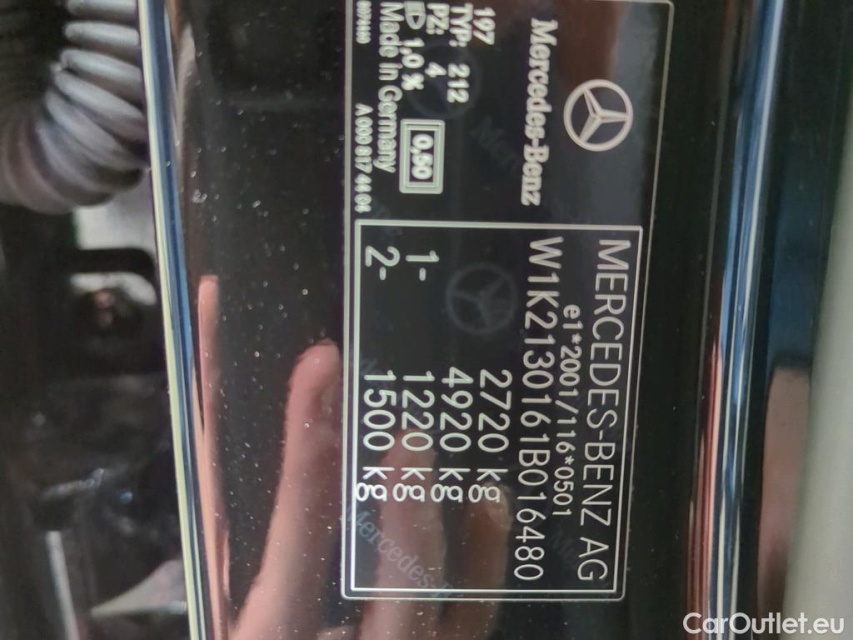 Mercedes-Benz
197
TYP: 212
PZ: 4
D 1,0 % 0.50
Made in Germany
A 000 817 44 04
MERCEDES-BENZ AG
e1*2001/116*0501
W1K2130161B016480
2720 kg
4920 kg
1- 1220 kg
2- 1500 kg
Mercedes-Benz
CarOutlet.eu